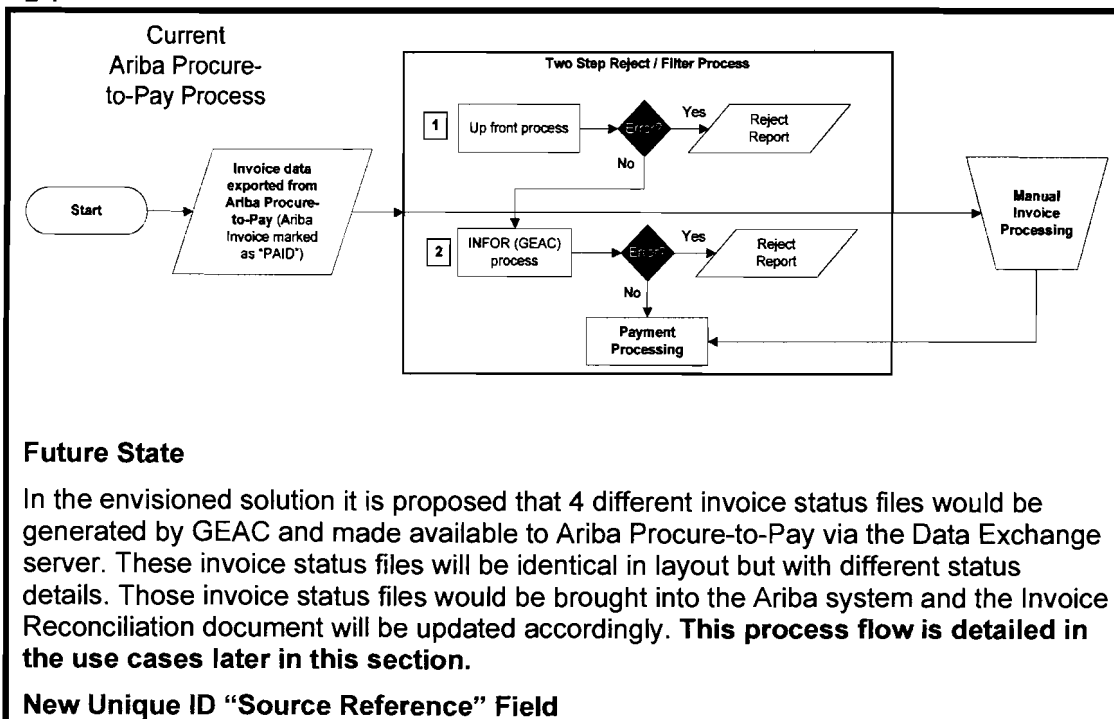 Current
Ariba Procure-
to-Pay Process
Two Step Reject / Filter Process
1
Up front process
Error?
Yes
Reject
Report
No
Start
Invoice data
exported from
Ariba Procure-
to-Pay (Ariba
Invoice marked
as "PAID")
Manual
Invoice
Processing
2
INFOR (GEAC)
process
Error?
Yes
Reject
Report
No
Payment
Processing
Future State
In the envisioned solution it is proposed that 4 different invoice status files would be
generated by GEAC and made available to Ariba Procure-to-Pay via the Data Exchange
server. These invoice status files will be identical in layout but with different status
details. Those invoice status files would be brought into the Ariba system and the Invoice
Reconciliation document will be updated accordingly. This process flow is detailed in
the use cases later in this section.
New Unique ID “Source Reference” Field